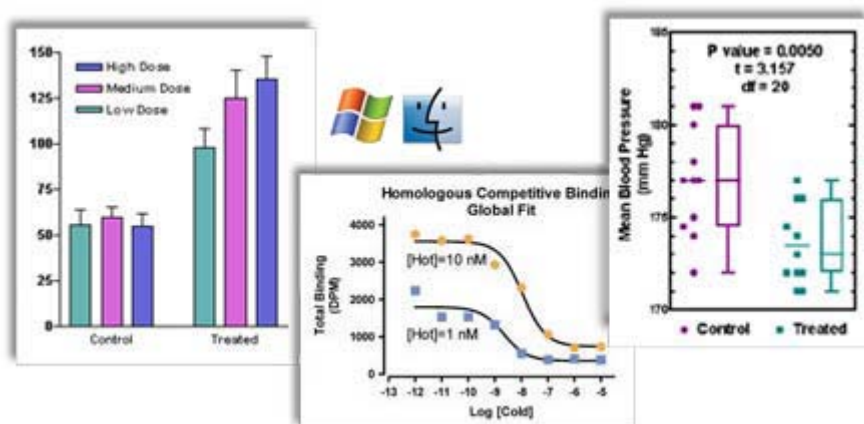 150
125
100
75
50
25
0
High Dose
Medium Dose
Low Dose
Control
Treated
Homologous Competitive Binding
Global Fit
Total Binding
(DPM)
4000
3000
2000
1000
0
[Hot]=10 nM
[Hot]=1 nM
-13 -12 -11 -10 -9 -8 -7 -6 -5 -4
Log [Cold]
Mean Blood Pressure
(mm Hg)
185
180
175
170
P value = 0.0050
t = 3.157
df = 20
Control
Treated